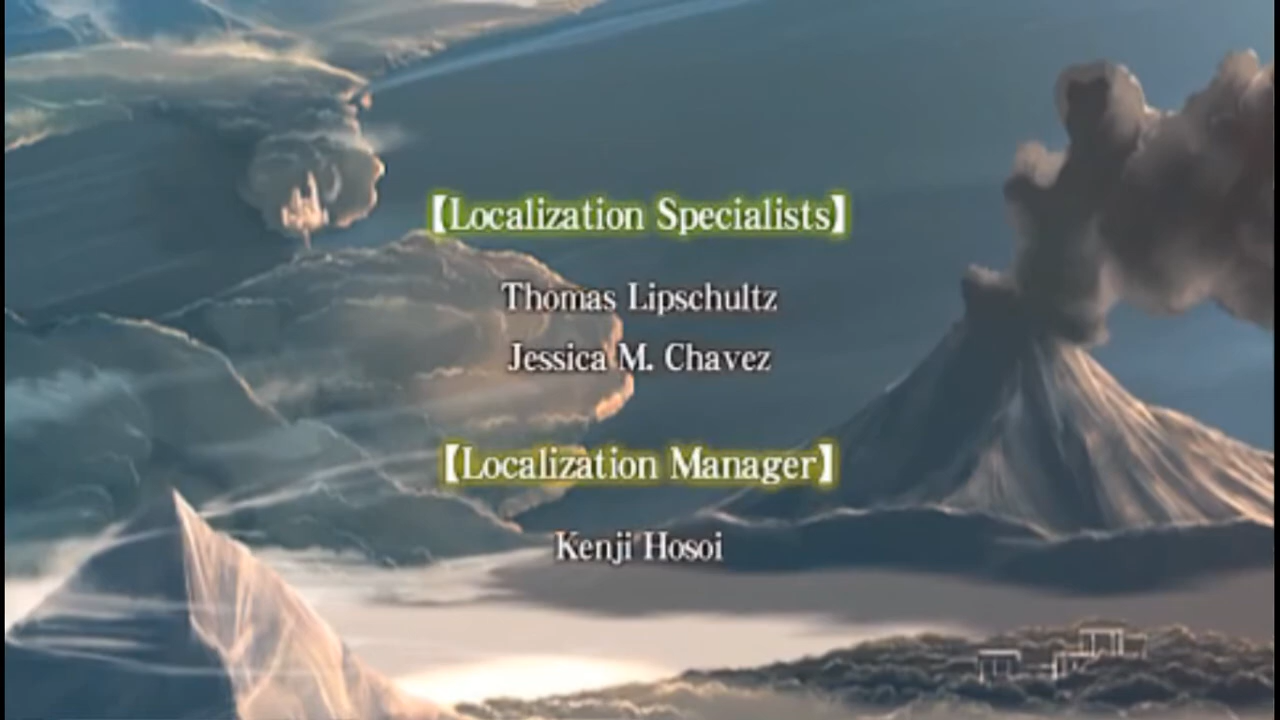 【Localization Specialists】
Thomas Lipschultz
Jessica M. Chavez
【Localization Manager】
Kenji Hosoi